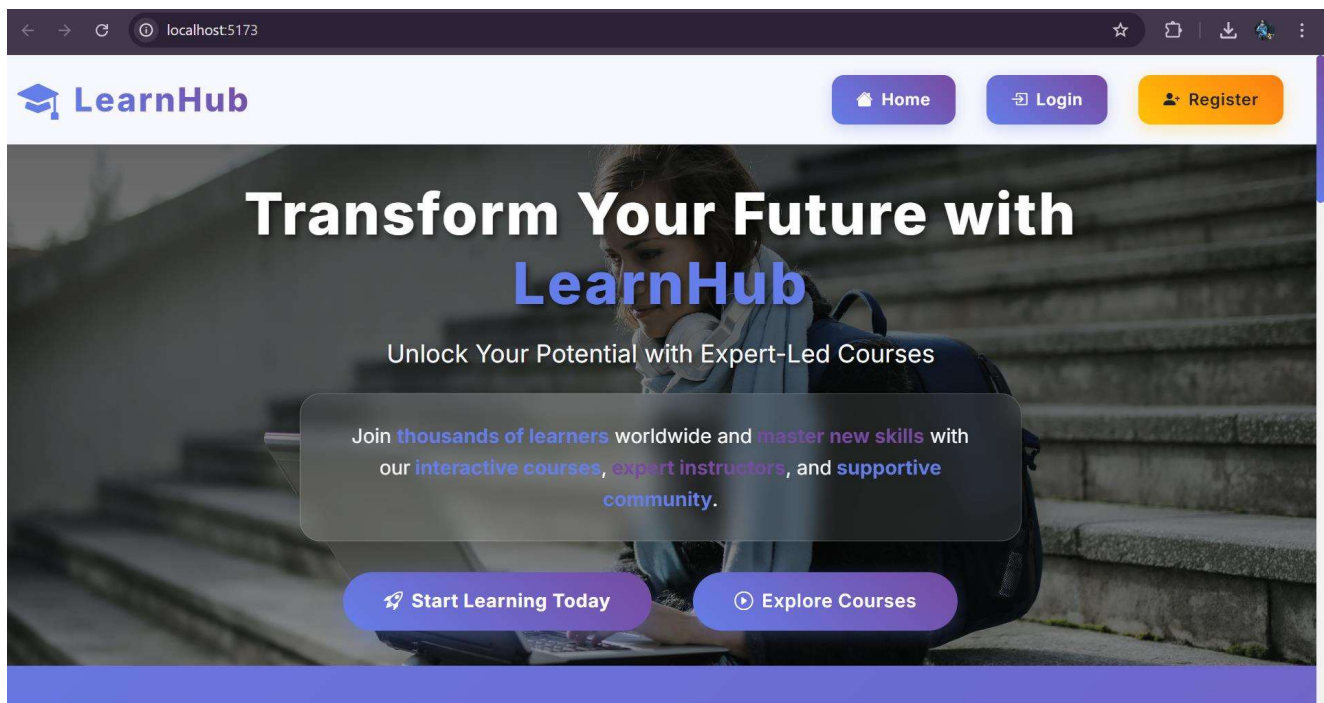 localhost:5173
LearnHub
Home
Login
Register
Transform Your Future with
LearnHub
Unlock Your Potential with Expert-Led Courses
Join thousands of learners worldwide and master new skills with
our interactive courses, expert instructors, and supportive
community.
Start Learning Today
Explore Courses